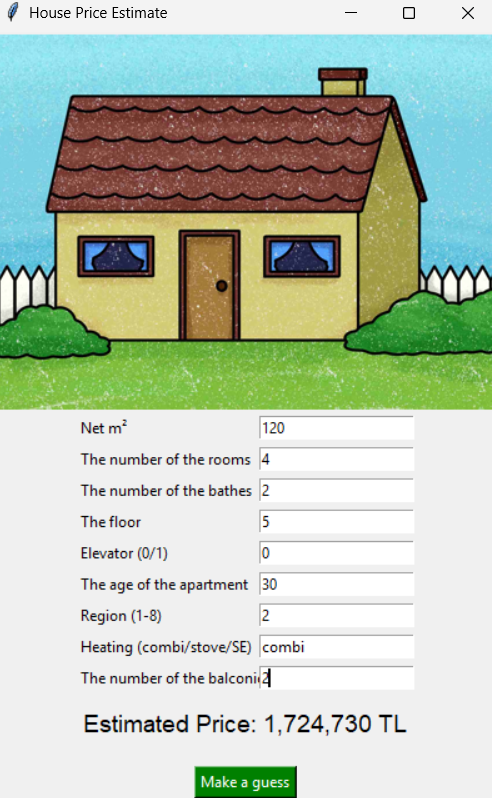 House Price Estimate
Net m² 120
The number of the rooms 4
The number of the bathes 2
The floor 5
Elevator (0/1) 0
The age of the apartment 30
Region (1-8) 2
Heating (combi/stove/SE) combi
The number of the balconi 2
Estimated Price: 1,724,730 TL
Make a guess